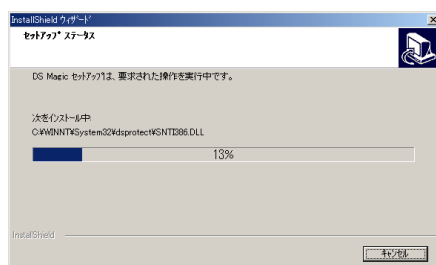 InstallShield ウィザード
セットアップ ステータス
DS Magic セットアップは、要求された操作を実行中です。
次をインストール中:
C:¥WINNT¥System32¥dsprotect¥SNTI386.DLL
13%
InstallShield
キャンセル